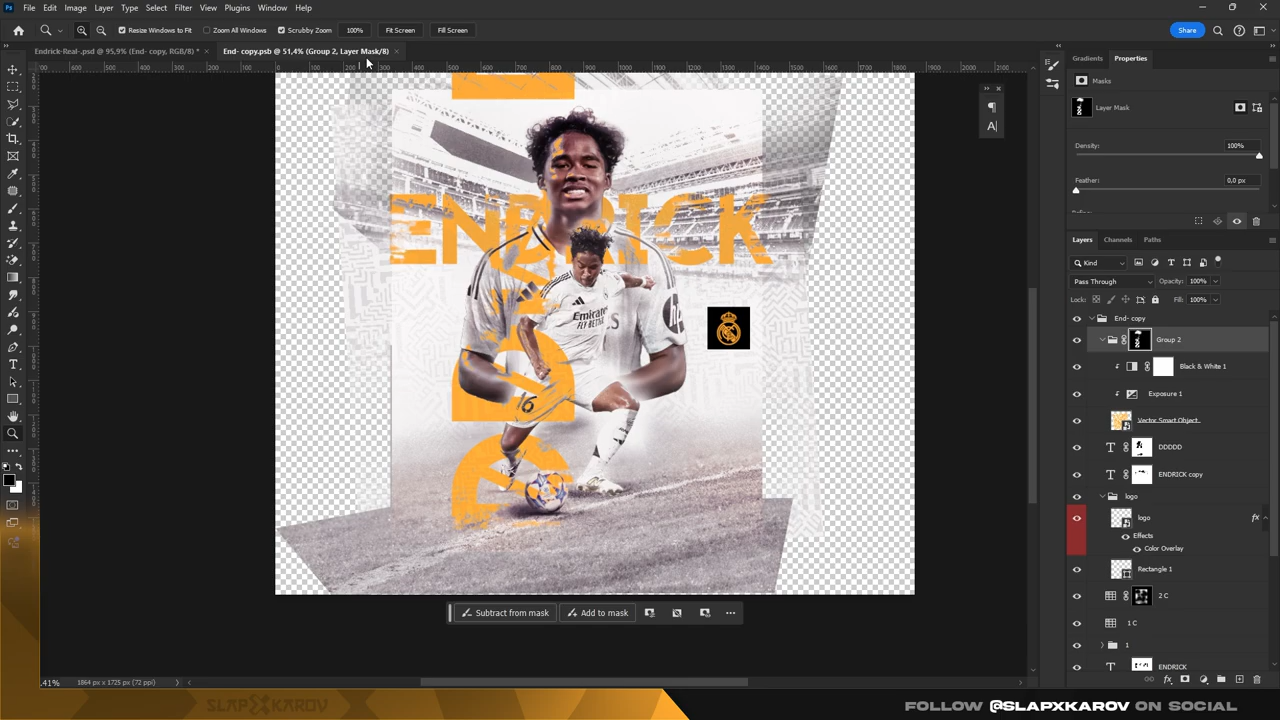 Ps File Edit Image Layer Type Select Filter View Plugins Window Help
Resize Windows to Fit Zoom All Windows Scrubby Zoom 100% Fit Screen Fill Screen Share
Endrick-Real-.psd @ 95,9% (End- copy, RGB/8) * × End- copy.psb @ 51,4% (Group 2, Layer Mask/8) ×
Gradients Properties
Masks
Layer Mask
Density: 100%
Feather: 0,0 px
Layers Channels Paths
Kind
Pass Through Opacity: 100%
Lock: Fill: 100%
End- copy
Group 2
Black & White 1
Exposure 1
Vector Smart Object
DDDDD
ENDRICK copy
logo
logo fx
Effects
Color Overlay
Rectangle 1
2 C
1 C
1
ENDRICK
ENDRICK
Emirates
FLY BETTER
hp
16
Subtract from mask Add to mask
1864 px x 1725 px (72 ppi)
SLAPXKAROV
FOLLOW @SLAPXKAROV ON SOCIAL